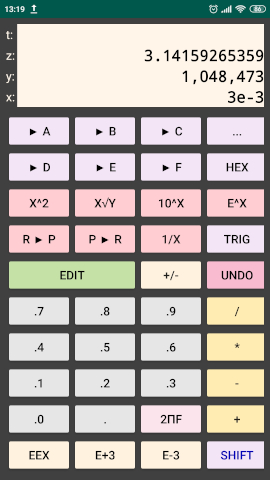 13:19 86
t:
z: 3.14159265359
y: 1,048,473
x: 3e-3
► A ► B ► C ...
► D ► E ► F HEX
X^2 X√Y 10^X E^X
R ► P P ► R 1/X TRIG
EDIT +/- UNDO
.7 .8 .9 /
.4 .5 .6 *
.1 .2 .3 -
.0 . 2ΠF +
EEX E+3 E-3 SHIFT